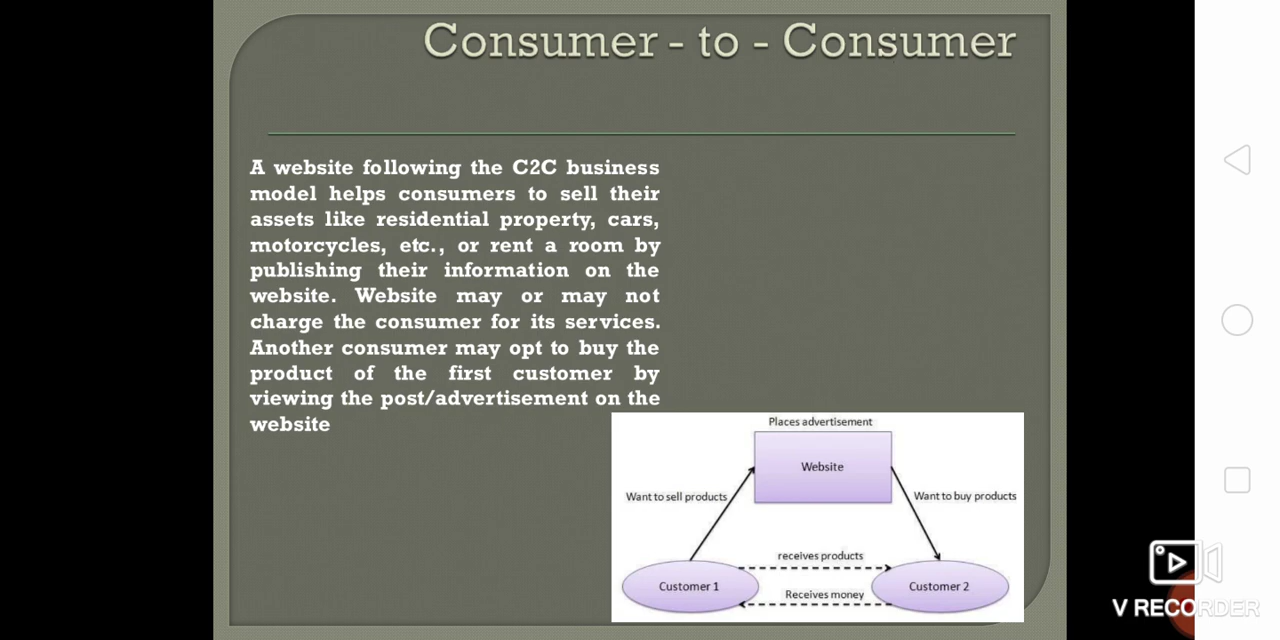 Consumer - to - Consumer
A website following the C2C business
model helps consumers to sell their
assets like residential property, cars,
motorcycles, etc., or rent a room by
publishing their information on the
website. Website may or may not
charge the consumer for its services.
Another consumer may opt to buy the
product of the first customer by
viewing the post/advertisement on the
website
Places advertisement
Website
Want to sell products
Want to buy products
receives products
Customer 1
Customer 2
Receives money
V RECORDER